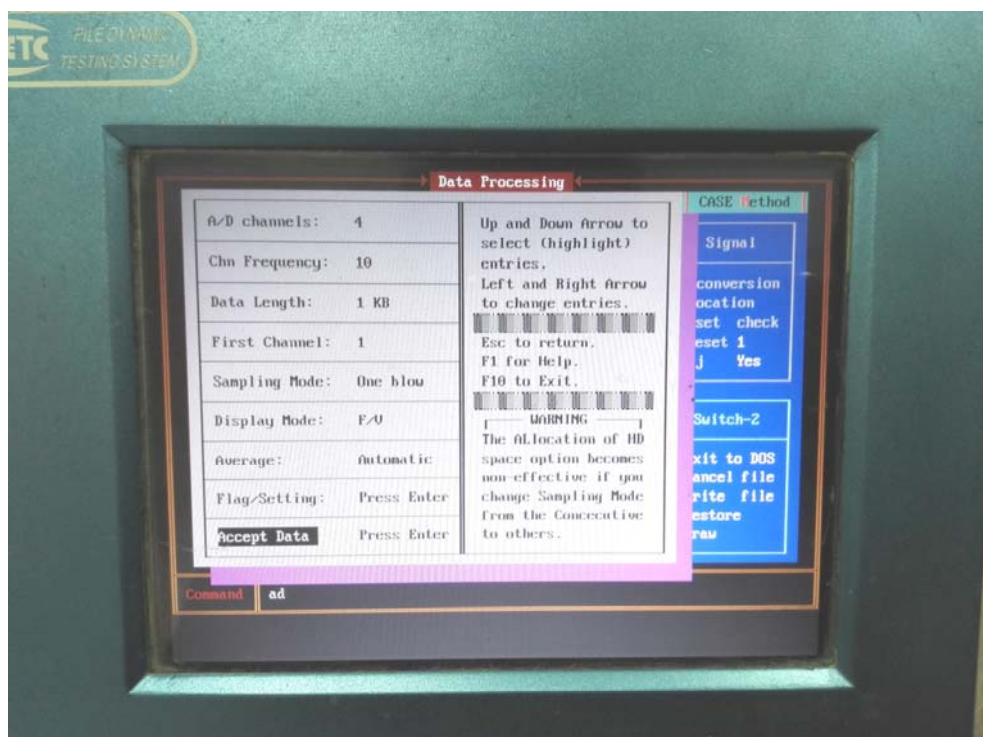 ETC
PILE DYNAMIC
TESTING SYSTEM
Data Processing
A/D channels: 4
Chn Frequency: 10
Data Length: 1 KB
First Channel: 1
Sampling Mode: One blow
Display Mode: F/V
Average: Automatic
Flag/Setting: Press Enter
Accept Data Press Enter
Up and Down Arrow to
select (highlight)
entries.
Left and Right Arrow
to change entries.
Esc to return.
F1 for Help.
F10 to Exit.
WARNING
The ALlocation of HD
space option becomes
non-effective if you
change Sampling Mode
from the Concecutive
to others.
CASE Method
Signal
conversion
ocation
set check
eset 1
j Yes
Switch-2
xit to DOS
ancel file
rite file
estore
raw
Command ad